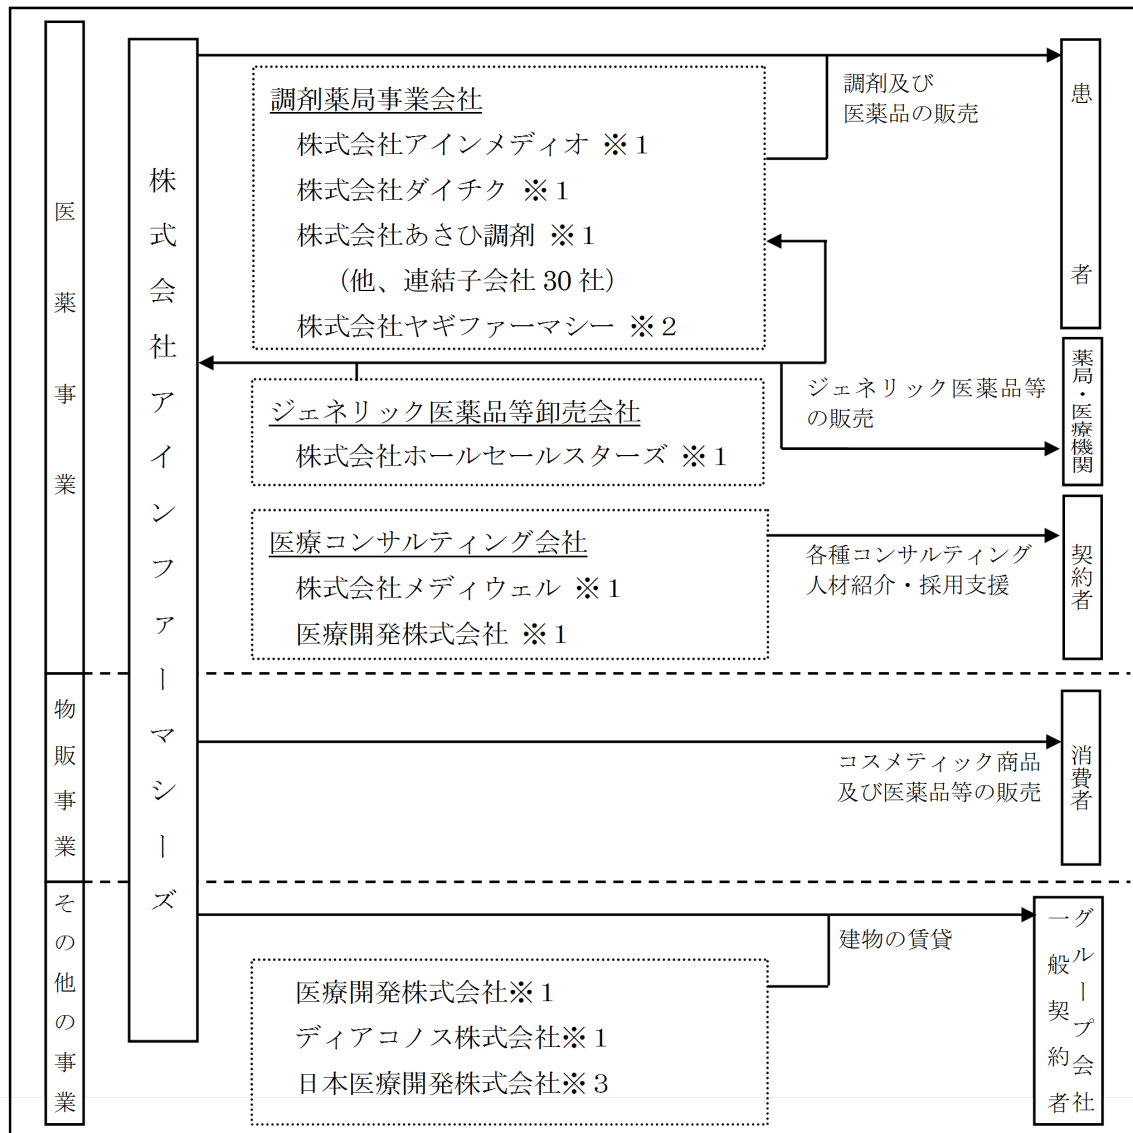 医薬事業
株式会社アインファーマシーズ
調剤薬局事業会社
株式会社アインメディオ ※1
株式会社ダイチク ※1
株式会社あさひ調剤 ※1
（他、連結子会社 30 社）
株式会社ヤギファーマシー ※2
調剤及び
医薬品の販売
患者
ジェネリック医薬品等卸売会社
株式会社ホールセールスターズ ※1
ジェネリック医薬品等
の販売
薬局・医療機関
医療コンサルティング会社
株式会社メディウェル ※1
医療開発株式会社 ※1
各種コンサルティング
人材紹介・採用支援
契約者
物販事業
コスメティック商品
及び医薬品等の販売
消費者
その他の事業
医療開発株式会社※1
ディアコノス株式会社※1
日本医療開発株式会社※3
建物の賃貸
グループ会社
一般契約者